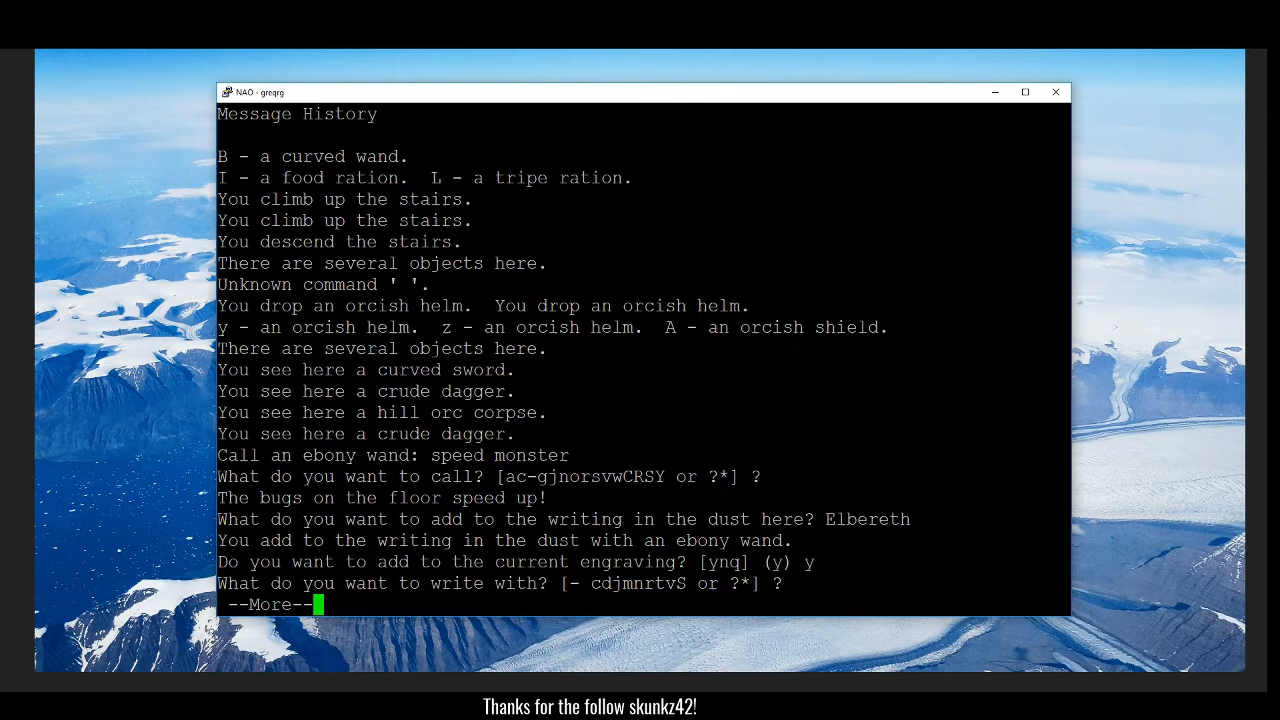 NAO - greqrg
Message History
B - a curved wand.
I - a food ration.  L - a tripe ration.
You climb up the stairs.
You climb up the stairs.
You descend the stairs.
There are several objects here.
Unknown command ' '.
You drop an orcish helm.  You drop an orcish helm.
y - an orcish helm.  z - an orcish helm.  A - an orcish shield.
There are several objects here.
You see here a curved sword.
You see here a crude dagger.
You see here a hill orc corpse.
You see here a crude dagger.
Call an ebony wand: speed monster
What do you want to call? [ac-gjnorsvwCRSY or ?*] ?
The bugs on the floor speed up!
What do you want to add to the writing in the dust here? Elbereth
You add to the writing in the dust with an ebony wand.
Do you want to add to the current engraving? [ynq] (y) y
What do you want to write with? [- cdjmnrtvS or ?*] ?
--More--
Thanks for the follow skunkz42!